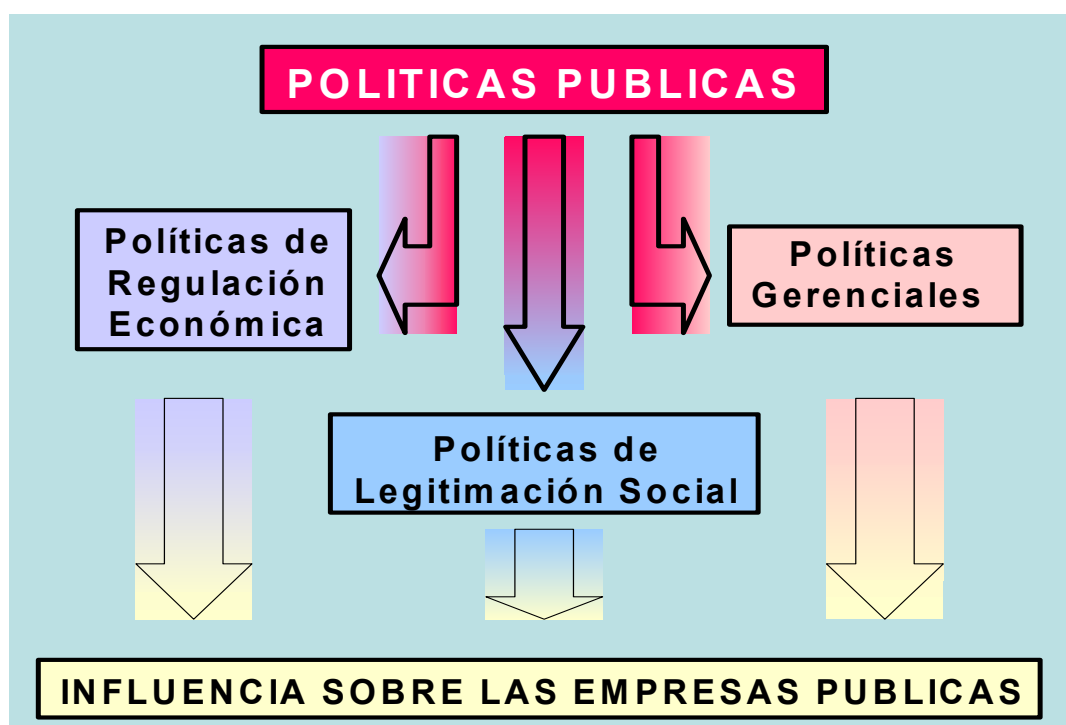 POLITICAS PUBLICAS
Políticas de
Regulación
Económica
Políticas
Gerenciales
Políticas de
Legitimación Social
INFLUENCIA SOBRE LAS EMPRESAS PUBLICAS